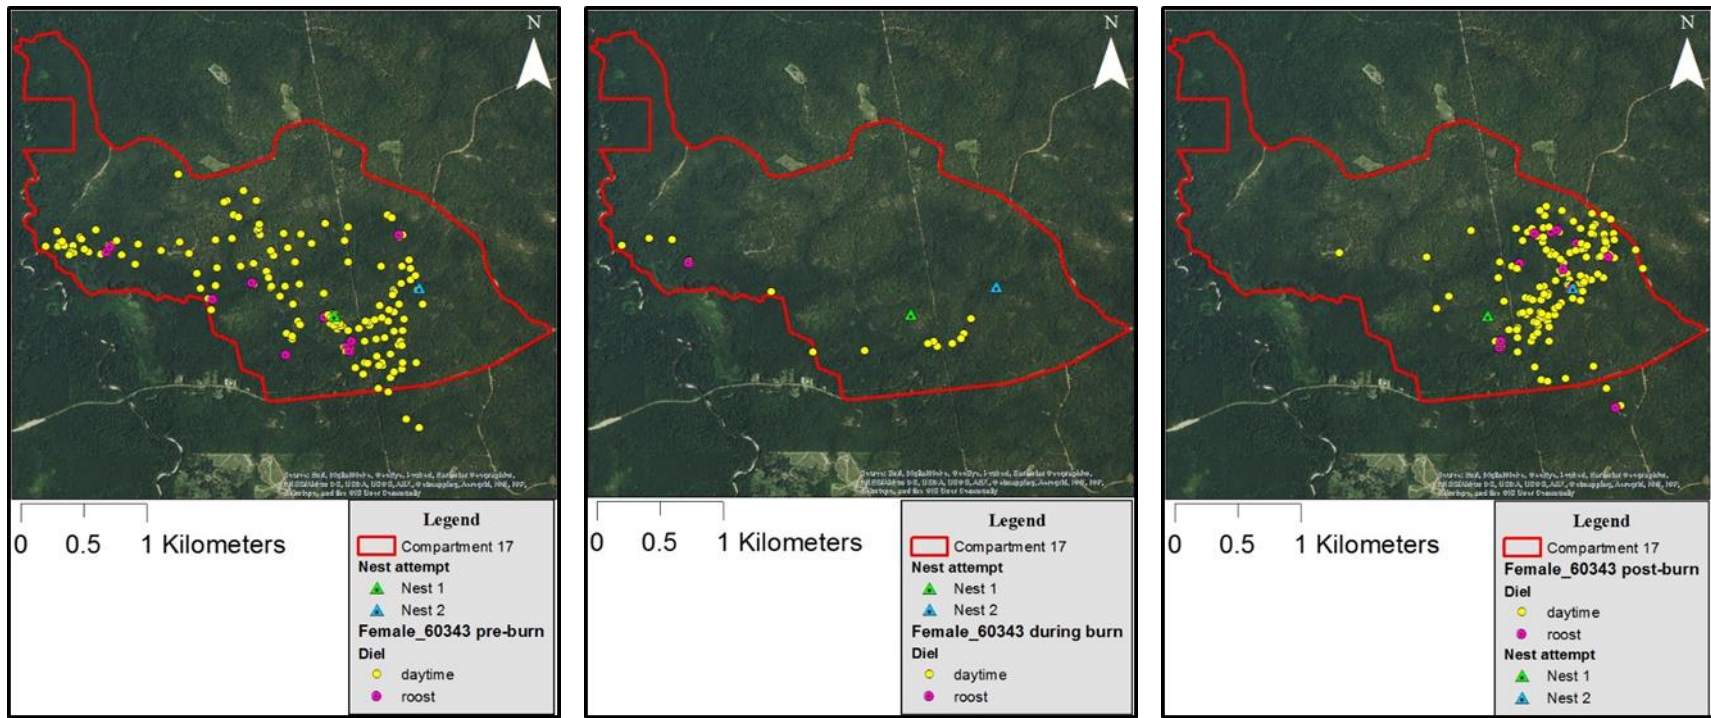 N
0 0.5 1 Kilometers
Legend
Compartment 17
Nest attempt
Nest 1
Nest 2
Female_60343 pre-burn
Diel
daytime
roost
N
0 0.5 1 Kilometers
Legend
Compartment 17
Nest attempt
Nest 1
Nest 2
Female_60343 during burn
Diel
daytime
roost
N
0 0.5 1 Kilometers
Legend
Compartment 17
Female_60343 post-burn
Diel
daytime
roost
Nest attempt
Nest 1
Nest 2